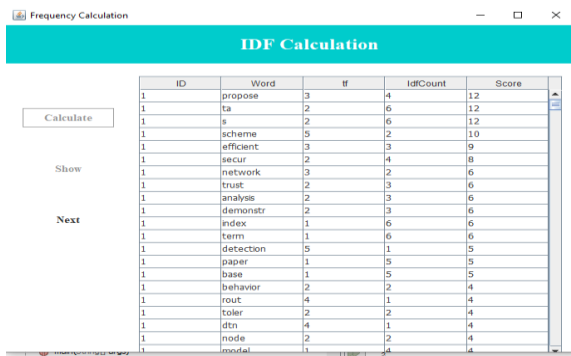 Frequency Calculation
IDF Calculation
ID Word tf IdfCount Score
1 propose 3 4 12
1 ta 2 6 12
1 s 2 6 12
1 scheme 5 2 10
1 efficient 3 3 9
1 secur 2 4 8
1 network 3 2 6
1 trust 2 3 6
1 analysis 2 3 6
1 demonstr 2 3 6
1 index 1 6 6
1 term 1 6 6
1 detection 5 1 5
1 paper 1 5 5
1 base 1 5 5
1 behavior 2 2 4
1 rout 4 1 4
1 toler 2 2 4
1 dtn 4 1 4
1 node 2 2 4
1 model 1 4 4
Calculate
Show
Next